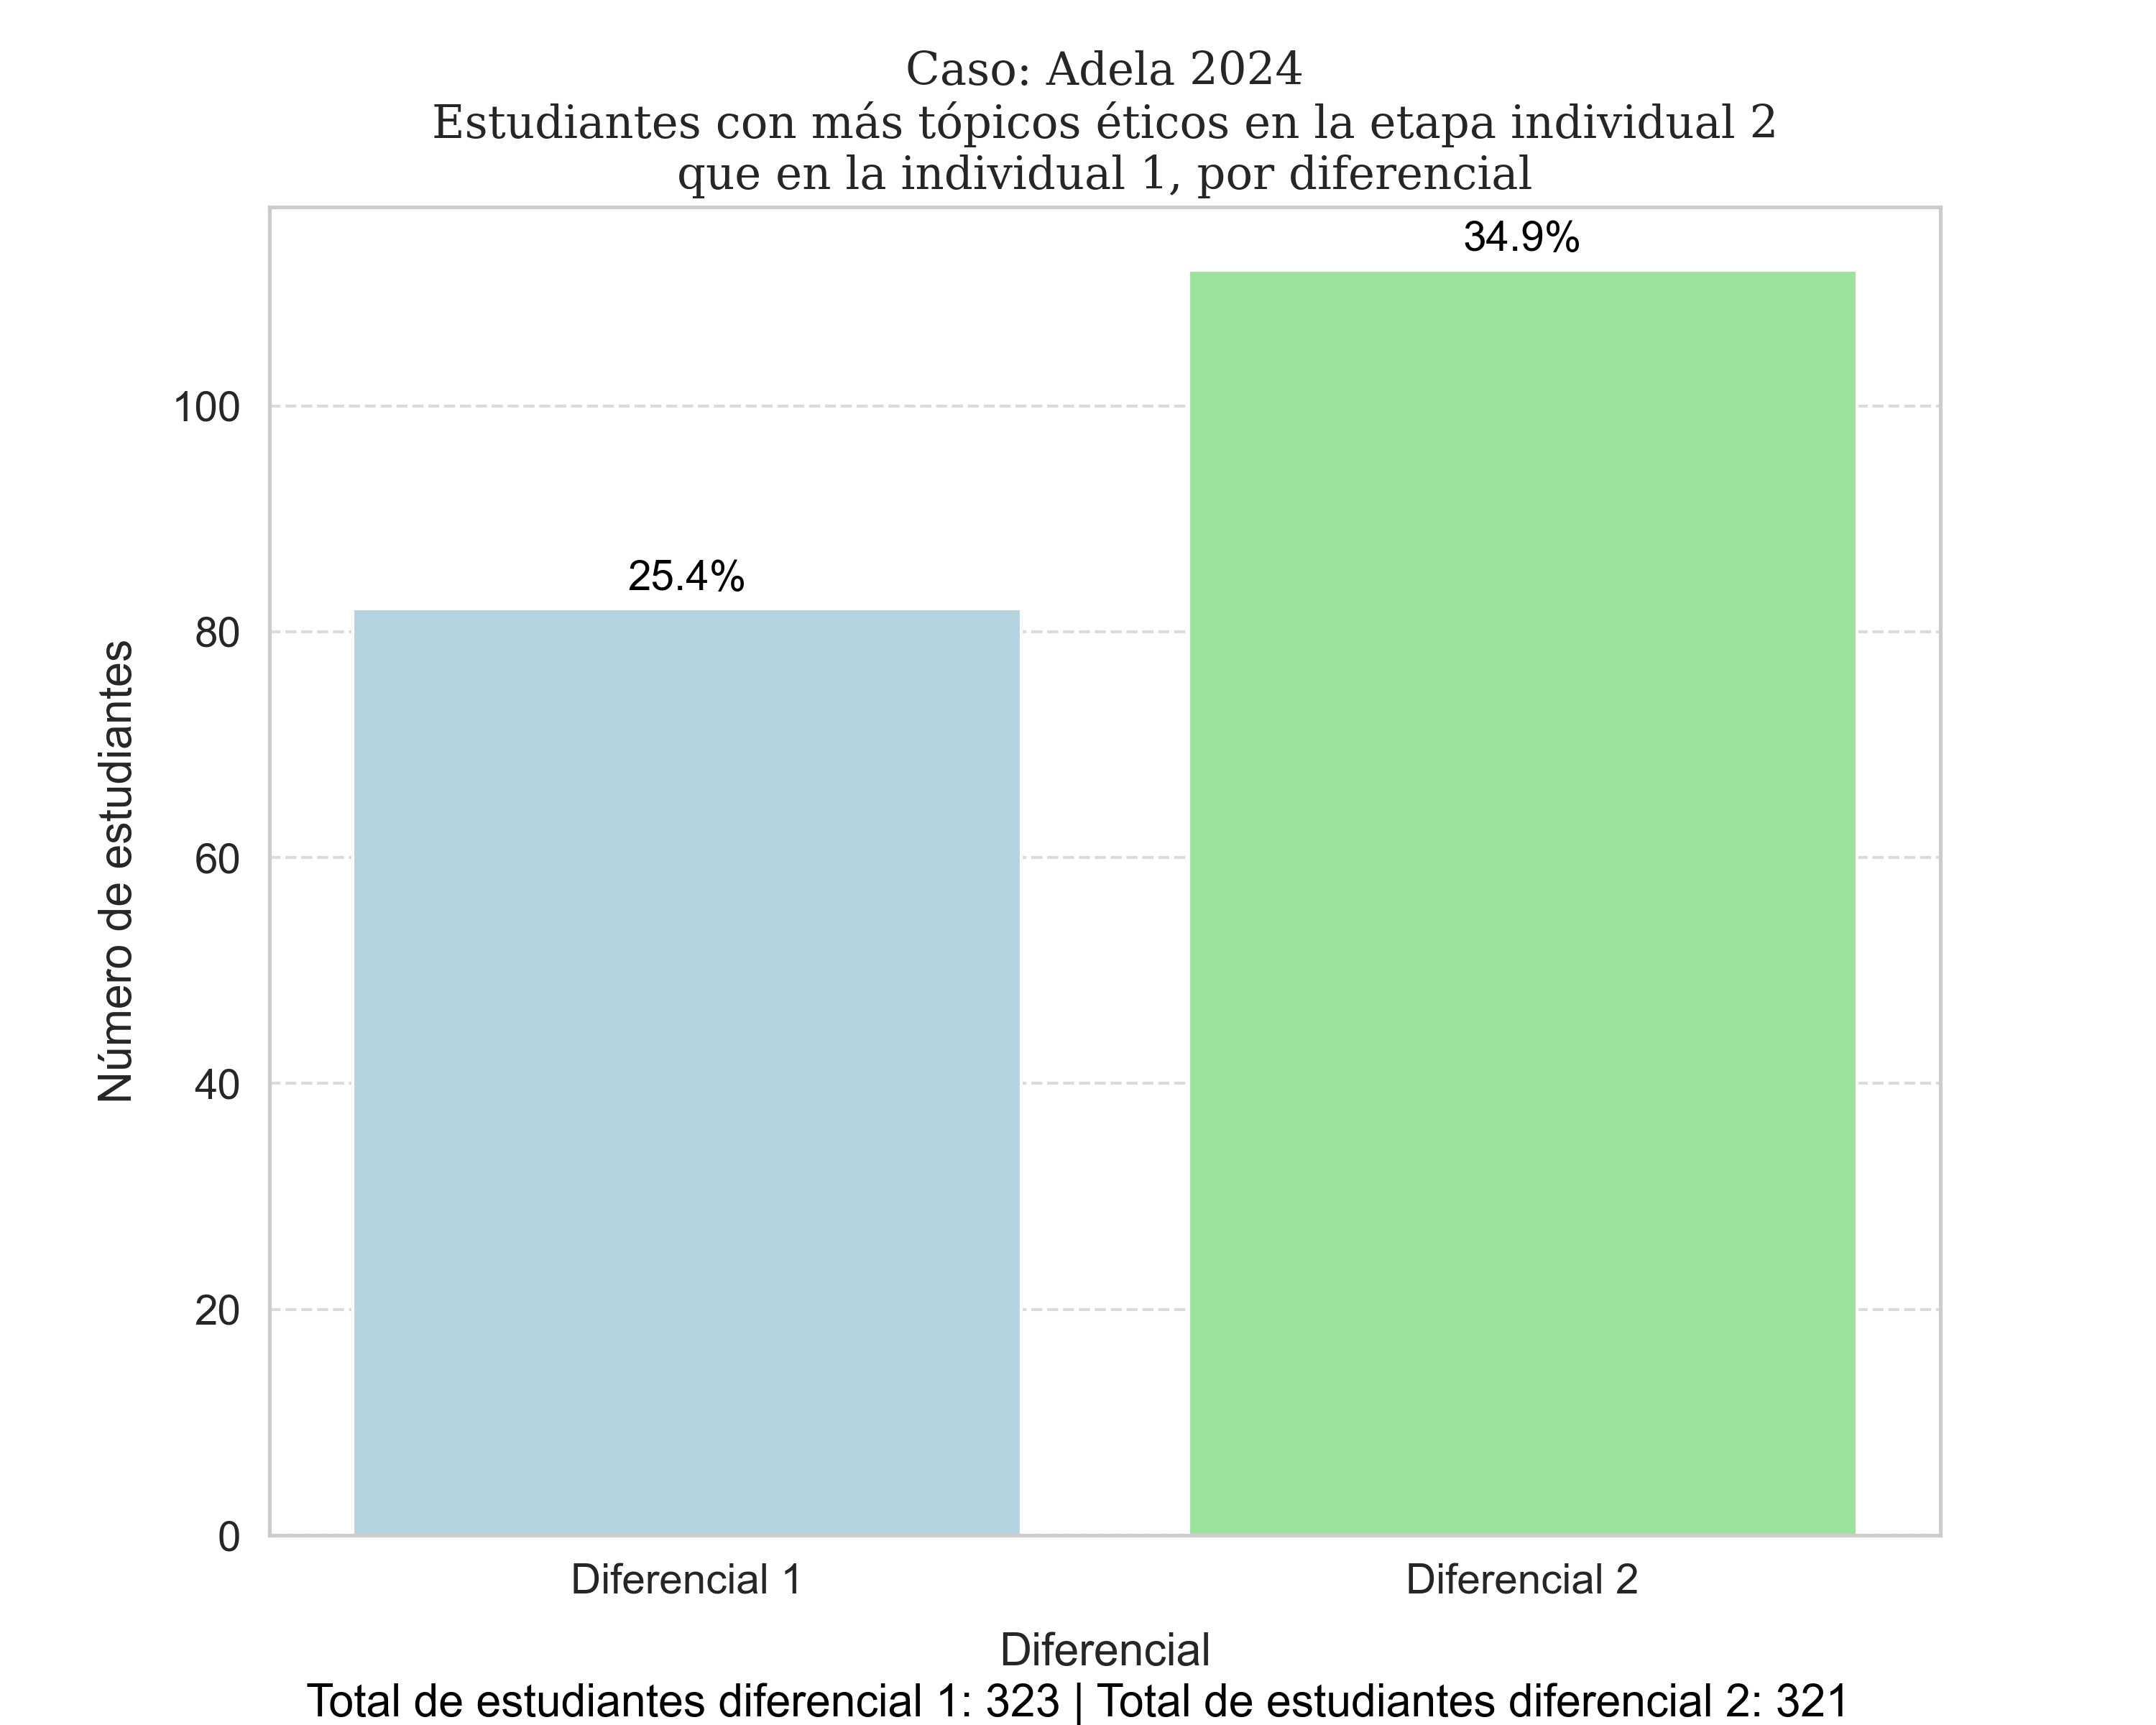 Caso: Adela 2024
Estudiantes con más tópicos éticos en la etapa individual 2
que en la individual 1, por diferencial
34.9%
25.4%
100
80
60
40
20
0
Número de estudiantes
Diferencial 1
Diferencial 2
Diferencial
Total de estudiantes diferencial 1: 323 | Total de estudiantes diferencial 2: 321